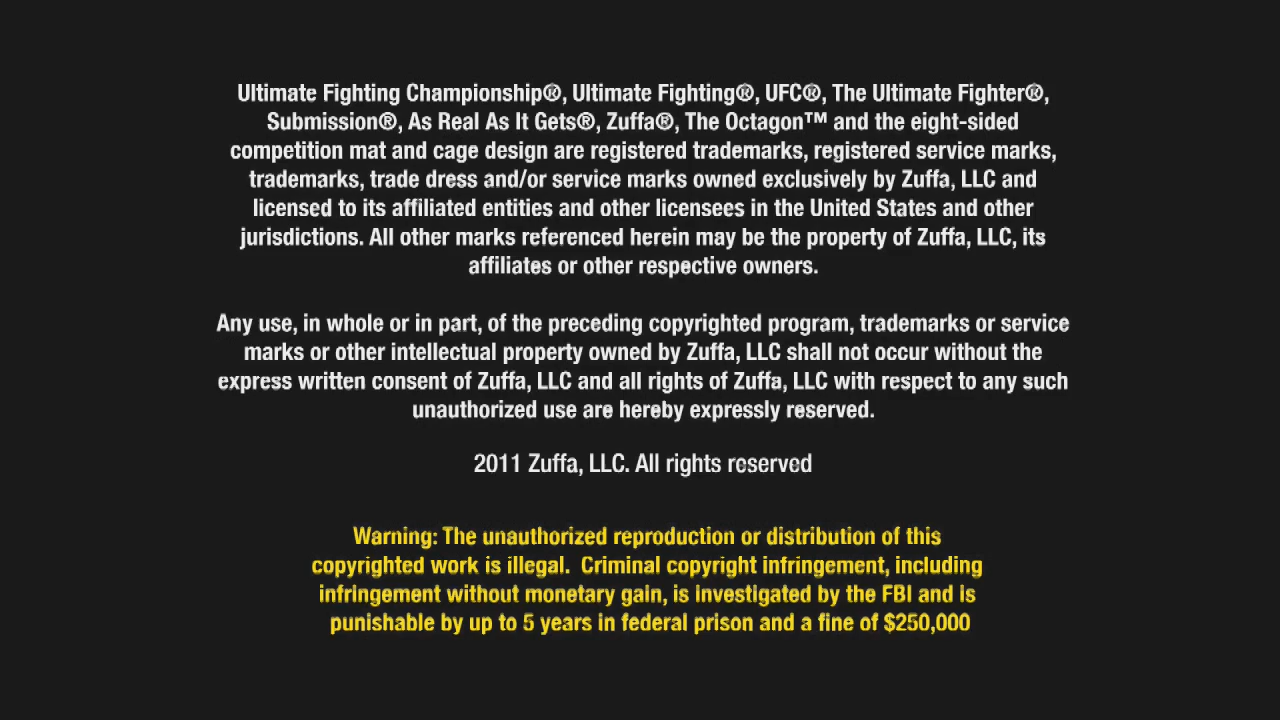 Ultimate Fighting Championship®, Ultimate Fighting®, UFC®, The Ultimate Fighter®,
Submission®, As Real As It Gets®, Zuffa®, The Octagon™ and the eight-sided
competition mat and cage design are registered trademarks, registered service marks,
trademarks, trade dress and/or service marks owned exclusively by Zuffa, LLC and
licensed to its affiliated entities and other licensees in the United States and other
jurisdictions. All other marks referenced herein may be the property of Zuffa, LLC, its
affiliates or other respective owners.
Any use, in whole or in part, of the preceding copyrighted program, trademarks or service
marks or other intellectual property owned by Zuffa, LLC shall not occur without the
express written consent of Zuffa, LLC and all rights of Zuffa, LLC with respect to any such
unauthorized use are hereby expressly reserved.
2011 Zuffa, LLC. All rights reserved
Warning: The unauthorized reproduction or distribution of this
copyrighted work is illegal.  Criminal copyright infringement, including
infringement without monetary gain, is investigated by the FBI and is
punishable by up to 5 years in federal prison and a fine of $250,000